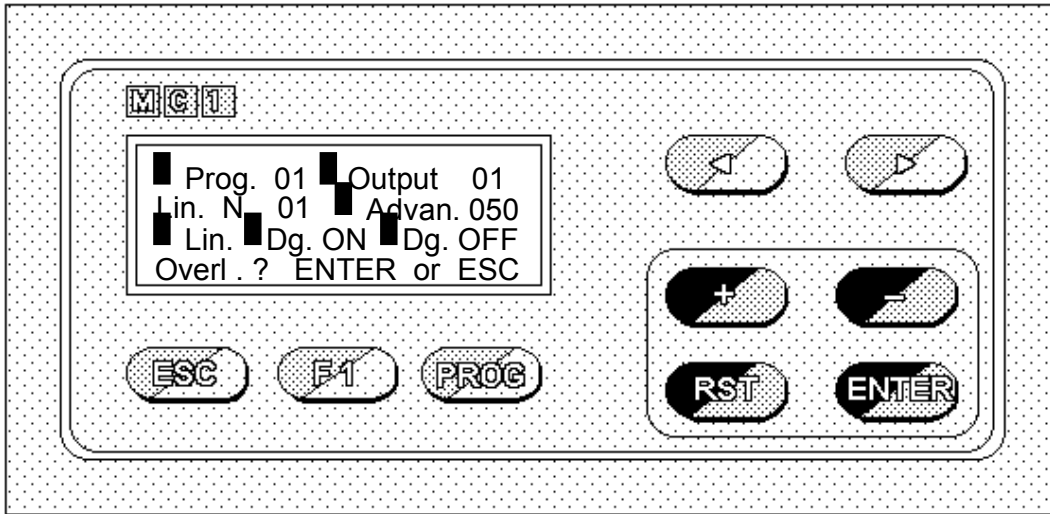 MC1
Prog. 01 Output 01
Lin. N 01 Advan. 050
Lin. Dg. ON Dg. OFF
Overl . ? ENTER or ESC
+ -
ESC F1 PROG
RST ENTER